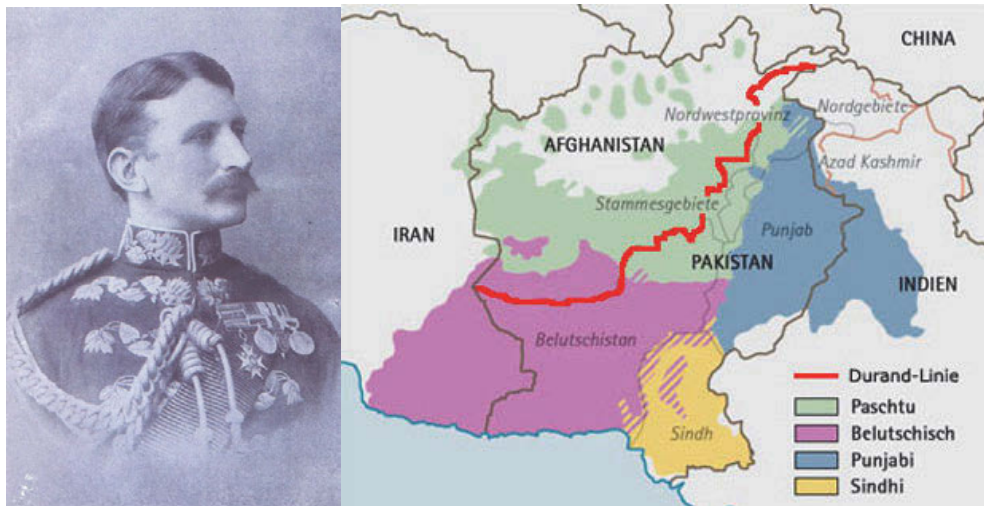 CHINA
Nordgebiete
Nordwestprovinz
AFGHANISTAN
Azad Kashmir
Stammesgebiete
IRAN
Punjab
PAKISTAN
INDIEN
Belutschistan
Sindh
Durand-Linie
Paschtu
Belutschisch
Punjabi
Sindhi